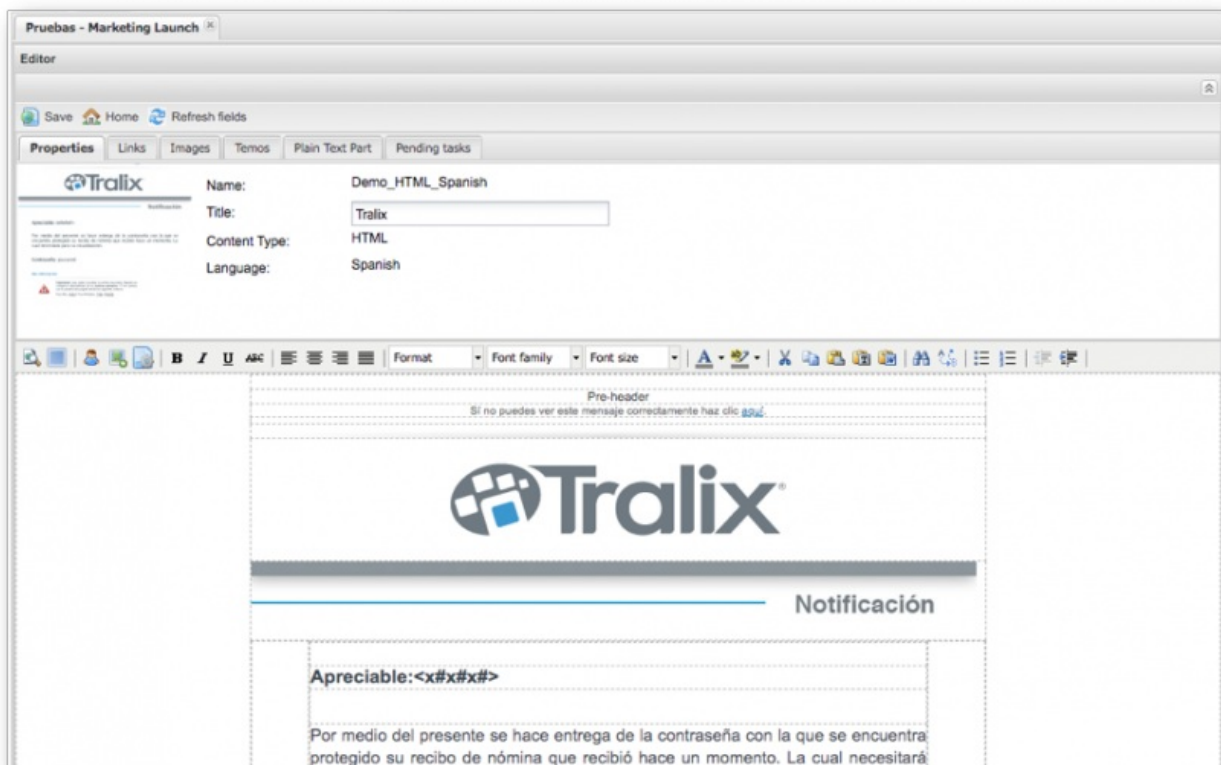 Pruebas - Marketing Launch
Editor
Save Home Refresh fields
Properties Links Images Temos Plain Text Part Pending tasks
Tralix
Notificación
Name: Demo_HTML_Spanish
Title: Tralix
Content Type: HTML
Language: Spanish
B I U ABC Format Font family Font size A
Pre-header
Si no puedes ver este mensaje correctamente haz clic aquí.
Tralix®
Notificación
Apreciable:<x#x#x#>
Por medio del presente se hace entrega de la contraseña con la que se encuentra
protegido su recibo de nómina que recibió hace un momento. La cual necesitará